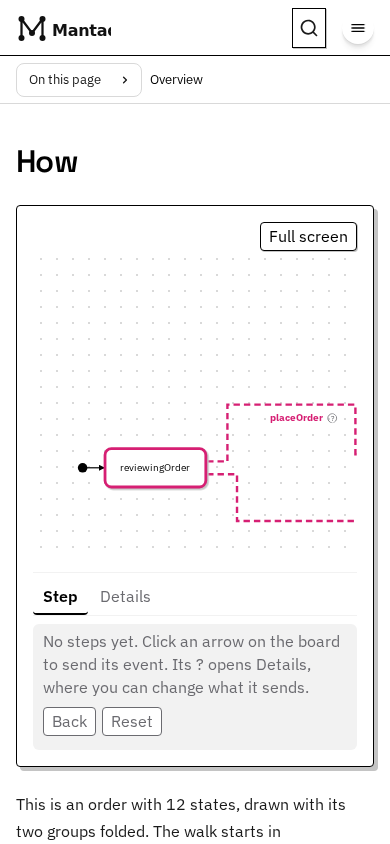 On this page
Overview
How
Full screen
placeOrder ?
reviewingOrder
Step
Details
No steps yet. Click an arrow on the board
to send its event. Its ? opens Details,
where you can change what it sends.
Back
Reset
This is an order with 12 states, drawn with its
two groups folded. The walk starts in